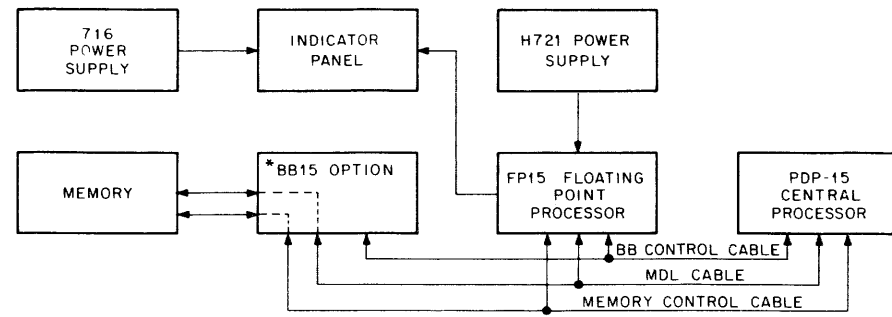 716
POWER
SUPPLY
INDICATOR
PANEL
H721 POWER
SUPPLY
MEMORY
*BB15 OPTION
FP15 FLOATING
POINT
PROCESSOR
PDP-15
CENTRAL
PROCESSOR
BB CONTROL CABLE
MDL CABLE
MEMORY CONTROL CABLE